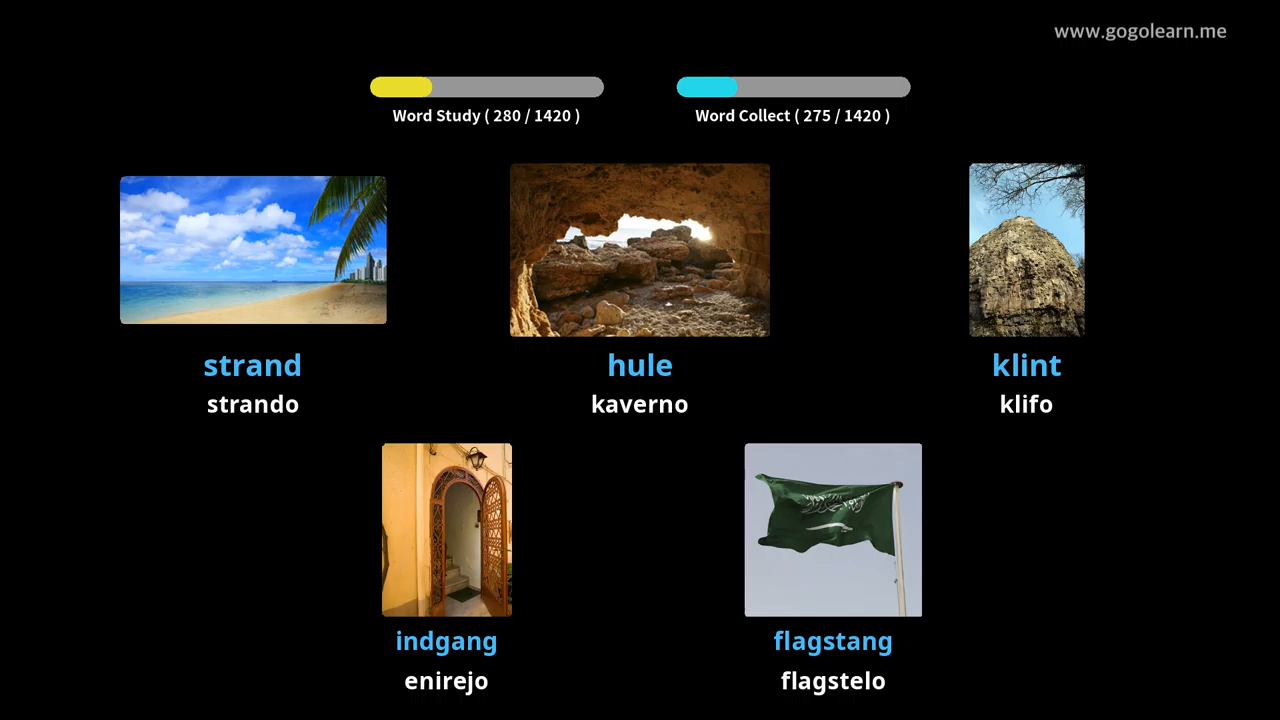 www.gogolearn.me
Word Study ( 280 / 1420 )
Word Collect ( 275 / 1420 )
strand
strando
hule
kaverno
klint
klifo
indgang
enirejo
flagstang
flagstelo